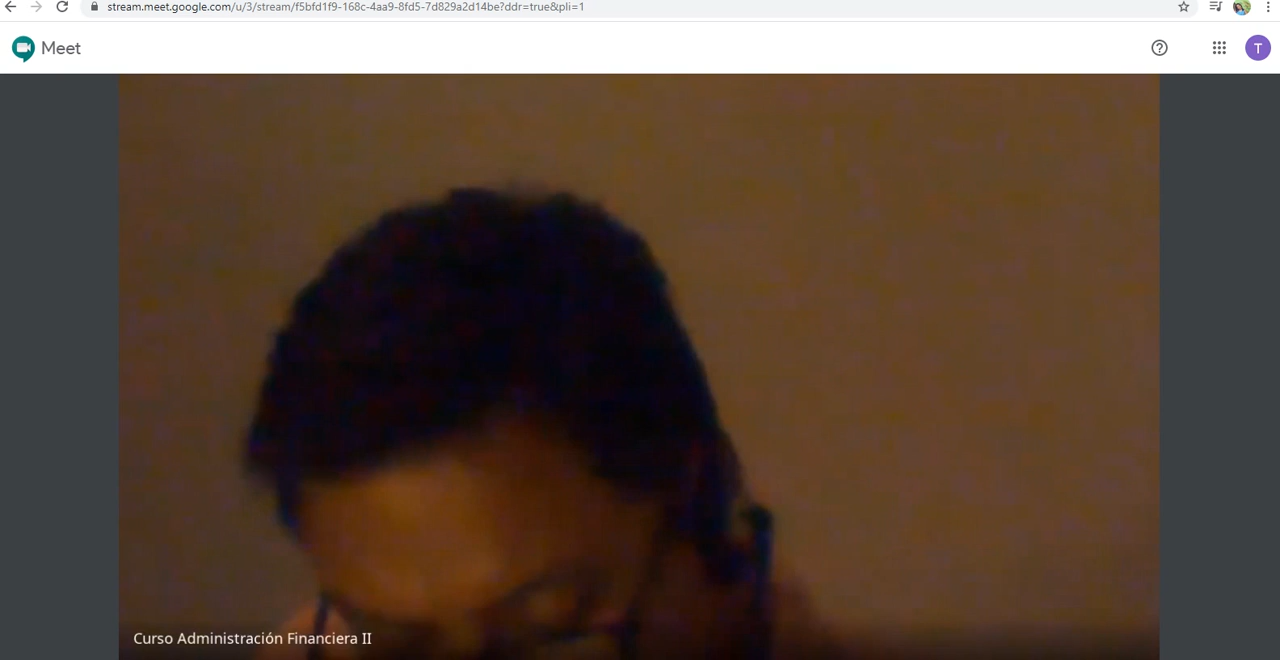 stream.meet.google.com/u/3/stream/f5bfd1f9-168c-4aa9-8fd5-7d829a2d14be?ddr=true&pli=1
Meet
T
Curso Administración Financiera II